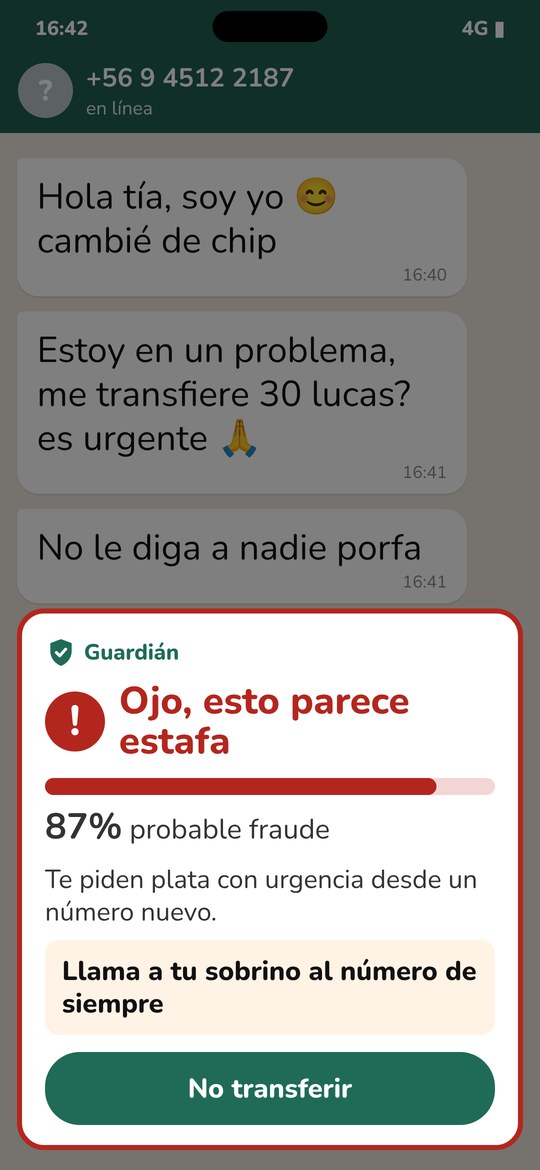 16:42
4G
?
+56 9 4512 2187
en línea
Hola tía, soy yo 😊
cambié de chip
16:40
Estoy en un problema,
me transfiere 30 lucas?
es urgente 🙏
16:41
No le diga a nadie porfa
16:41
Guardián
!
Ojo, esto parece
estafa
87% probable fraude
Te piden plata con urgencia desde un
número nuevo.
Llama a tu sobrino al número de
siempre
No transferir